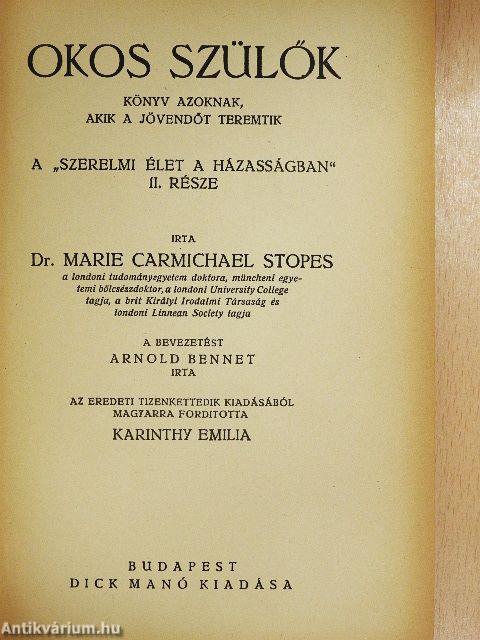 OKOS SZÜLŐK
KÖNYV AZOKNAK,
AKIK A JÖVENDŐT TEREMTIK
A „SZERELMI ÉLET A HÁZASSÁGBAN"
II. RÉSZE
IRTA
Dr. MARIE CARMICHAEL STOPES
a londoni tudományegyetem doktora, müncheni egye-
temi bölcsészdoktor, a londoni University College
tagja, a brit Királyi Irodalmi Társaság és
londoni Linnean Society tagja
A BEVEZETÉST
ARNOLD BENNET
IRTA
AZ EREDETI TIZENKETTEDIK KIADÁSÁBÓL
MAGYARRA FORDITOTTA
KARINTHY EMILIA
BUDAPEST
DICK MANÓ KIADÁSA
Antikvárium.hu